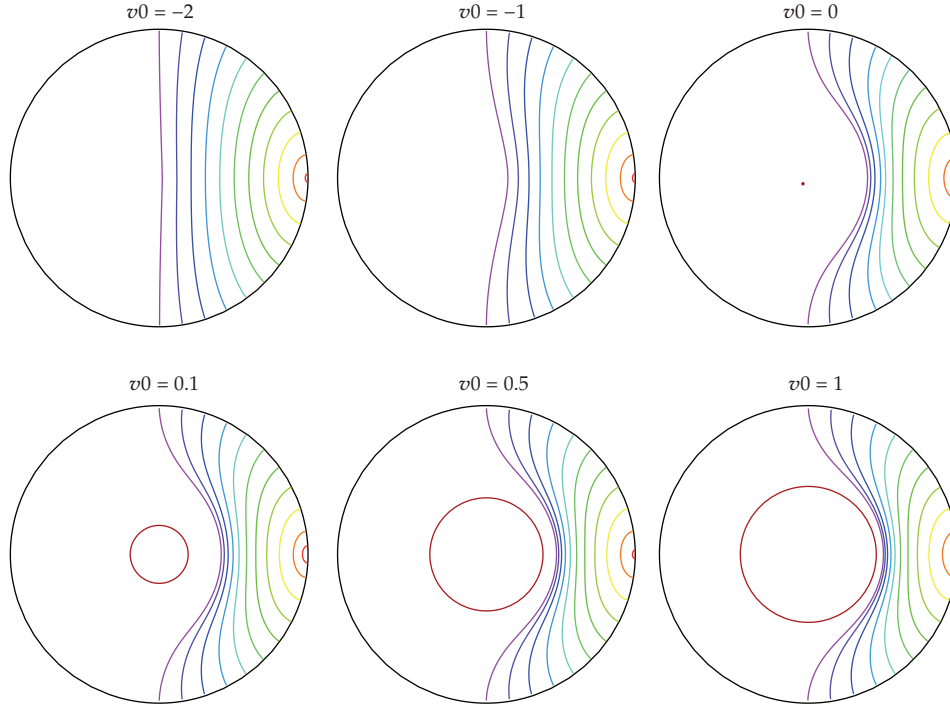 v0 = −2
v0 = −1
v0 = 0
v0 = 0.1
v0 = 0.5
v0 = 1